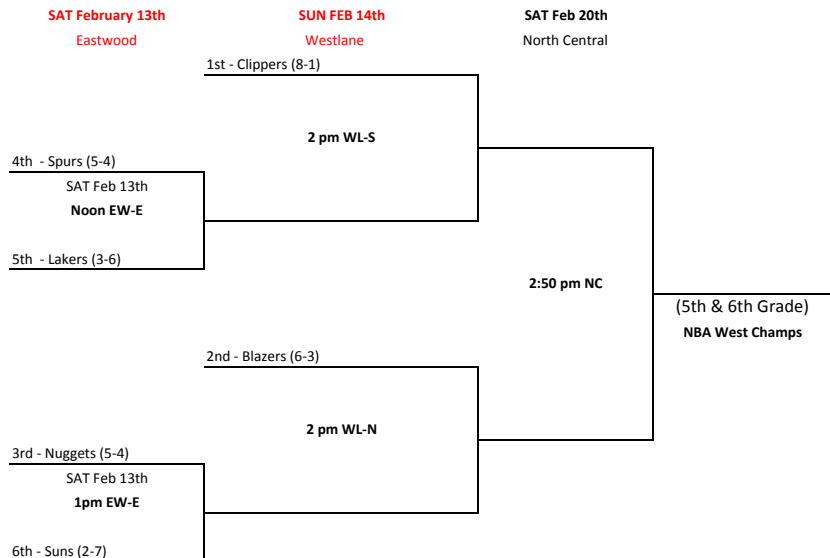 SAT February 13th
SUN FEB 14th
SAT Feb 20th
Eastwood
Westlane
North Central
1st - Clippers (8-1)
2 pm WL-S
4th  - Spurs (5-4)
SAT Feb 13th
Noon EW-E
5th  - Lakers (3-6)
2:50 pm NC
(5th & 6th Grade)
NBA West Champs
2nd - Blazers (6-3)
2 pm WL-N
3rd - Nuggets (5-4)
SAT Feb 13th
1pm EW-E
6th - Suns (2-7)